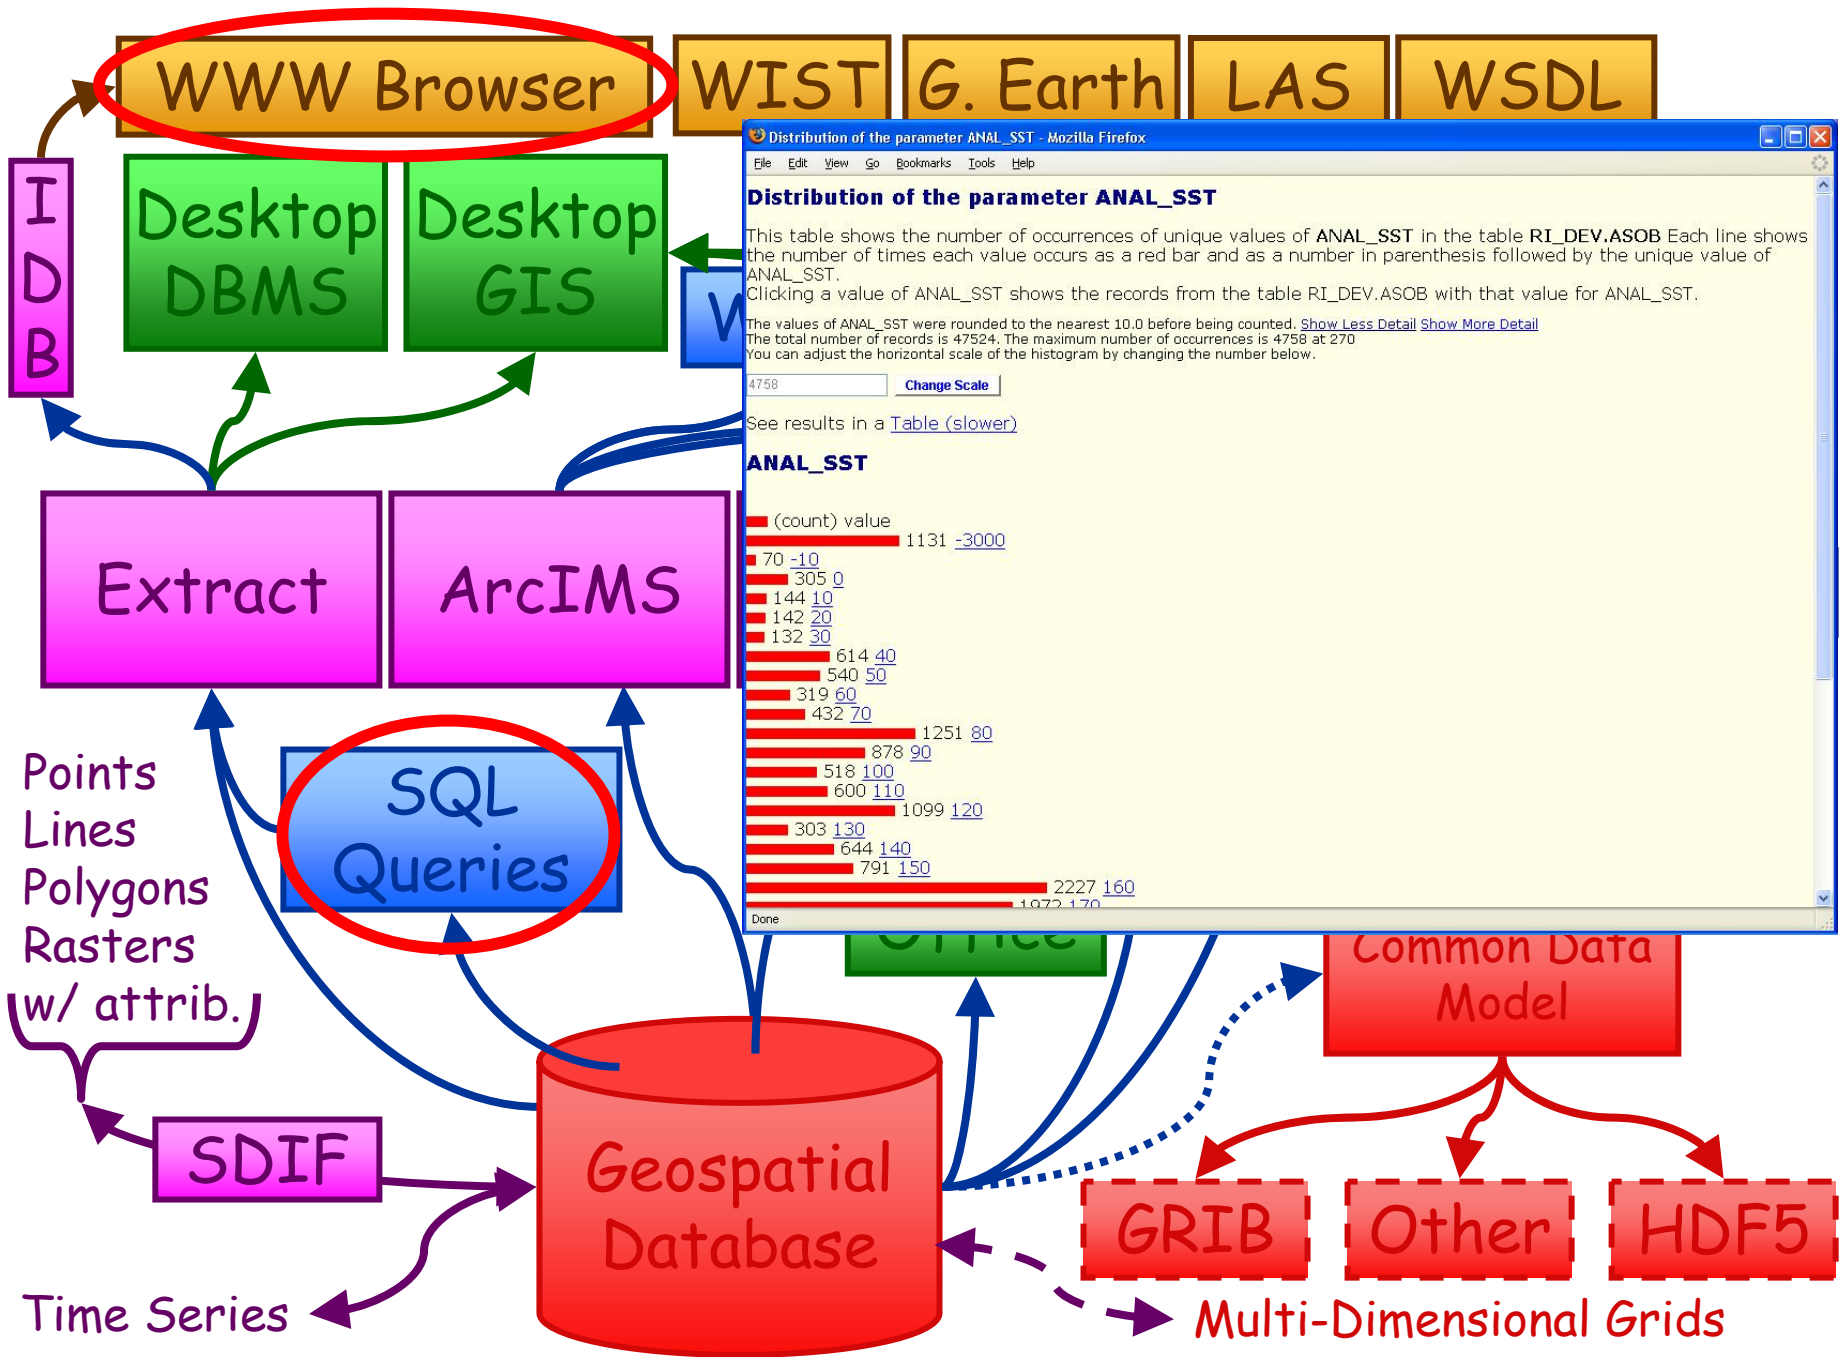 WWW Browser
WIST
G. Earth
LAS
WSDL
I
D
B
Desktop
DBMS
Desktop
GIS
W
Distribution of the parameter ANAL_SST - Mozilla Firefox
File Edit View Go Bookmarks Tools Help
Distribution of the parameter ANAL_SST
This table shows the number of occurrences of unique values of ANAL_SST in the table RI_DEV.ASOB Each line shows
the number of times each value occurs as a red bar and as a number in parenthesis followed by the unique value of
ANAL_SST.
Clicking a value of ANAL_SST shows the records from the table RI_DEV.ASOB with that value for ANAL_SST.
The values of ANAL_SST were rounded to the nearest 10.0 before being counted. Show Less Detail Show More Detail
The total number of records is 47524. The maximum number of occurrences is 4758 at 270
You can adjust the horizontal scale of the histogram by changing the number below.
4758 Change Scale
See results in a Table (slower)
ANAL_SST
(count) value
1131 -3000
70 -10
305 0
144 10
142 20
132 30
614 40
540 50
319 60
432 70
1251 80
878 90
518 100
600 110
1099 120
303 130
644 140
791 150
2227 160
1972 170
Done
Extract
ArcIMS
SQL
Queries
Points
Lines
Polygons
Rasters
w/ attrib.
Office
Common Data
Model
SDIF
Geospatial
Database
GRIB
Other
HDF5
Time Series
Multi-Dimensional Grids